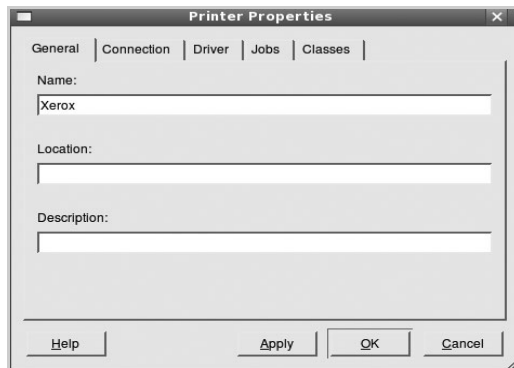 Printer Properties
General Connection Driver Jobs Classes
Name:
Xerox
Location:
Description:
Help Apply OK Cancel